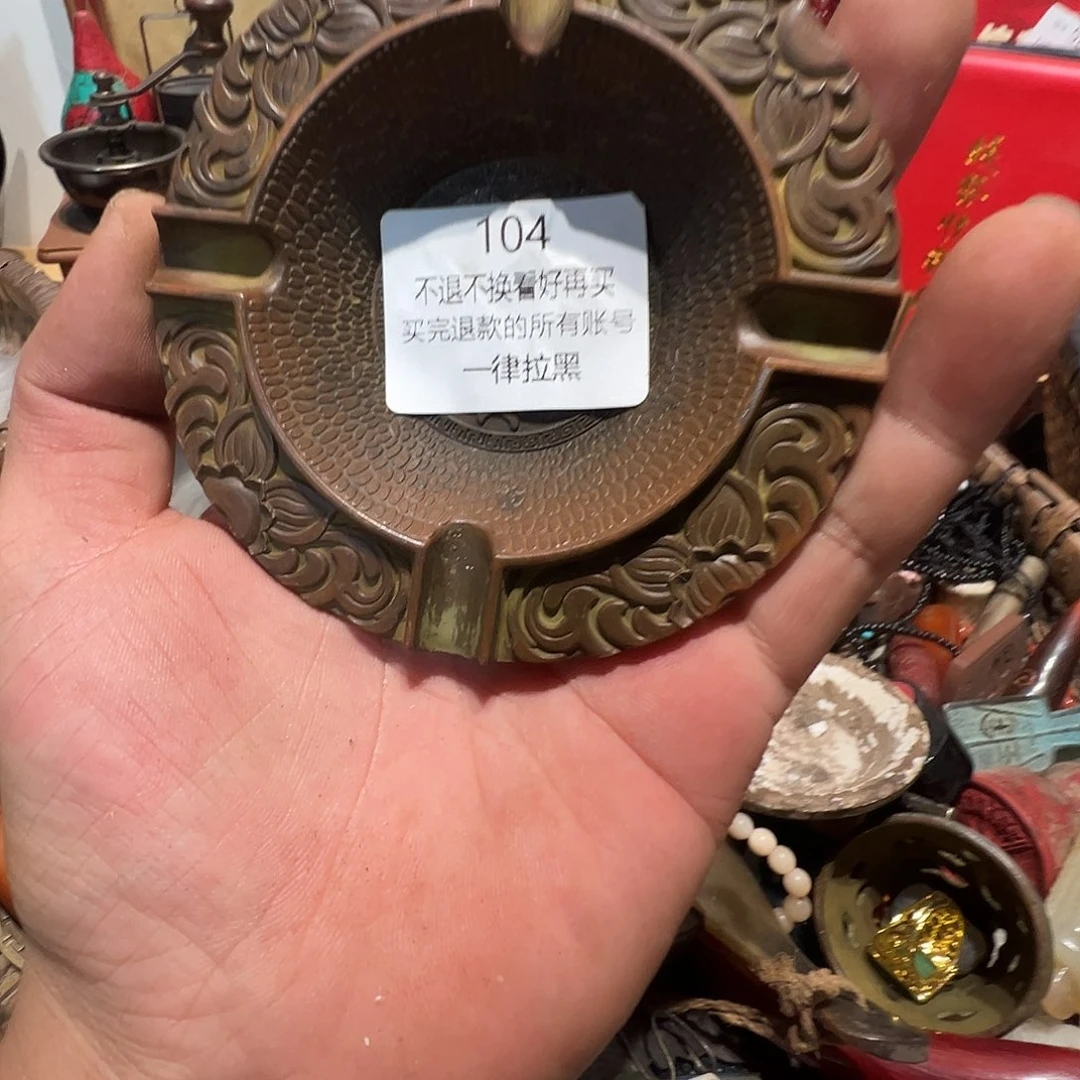 104
不退不换看好再买
买完退款的所有账号
一律拉黑